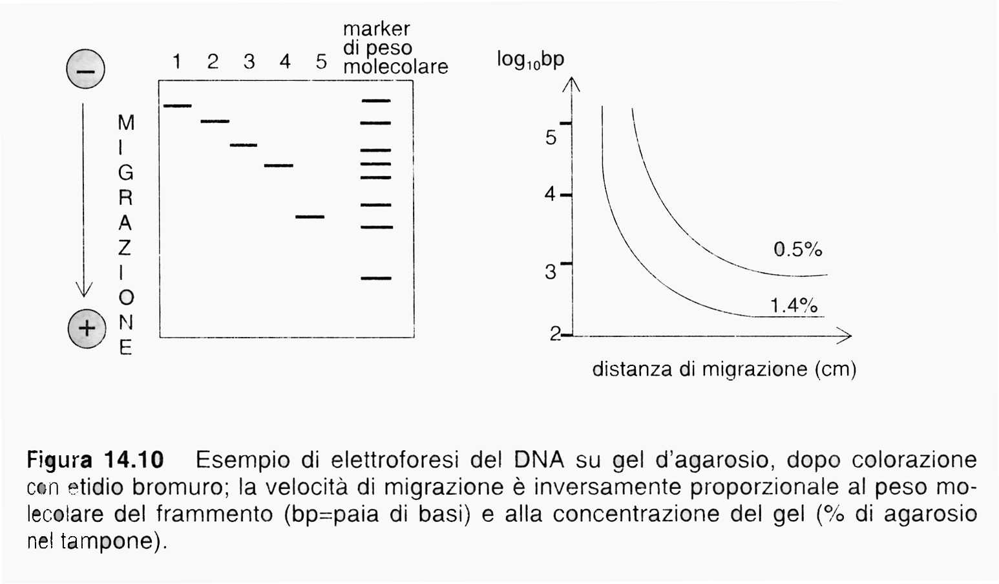 marker
di peso
1 2 3 4 5 molecolare
−
M
I
G
R
A
Z
I
O
N
E
+
log₁₀bp
5
4
3
2
0.5%
1.4%
distanza di migrazione (cm)
Figura 14.10 Esempio di elettroforesi del DNA su gel d'agarosio, dopo colorazione
con etidio bromuro; la velocità di migrazione è inversamente proporzionale al peso mo-
lecolare del frammento (bp=paia di basi) e alla concentrazione del gel (% di agarosio
nel tampone).